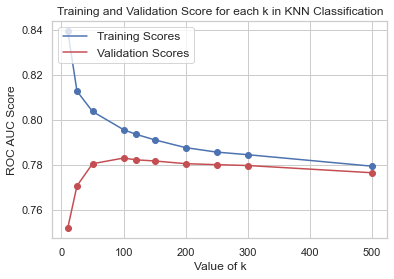 Training and Validation Score for each k in KNN Classification
0.84
0.82
0.80
0.78
0.76
ROC AUC Score
Training Scores
Validation Scores
0
100
200
300
400
500
Value of k